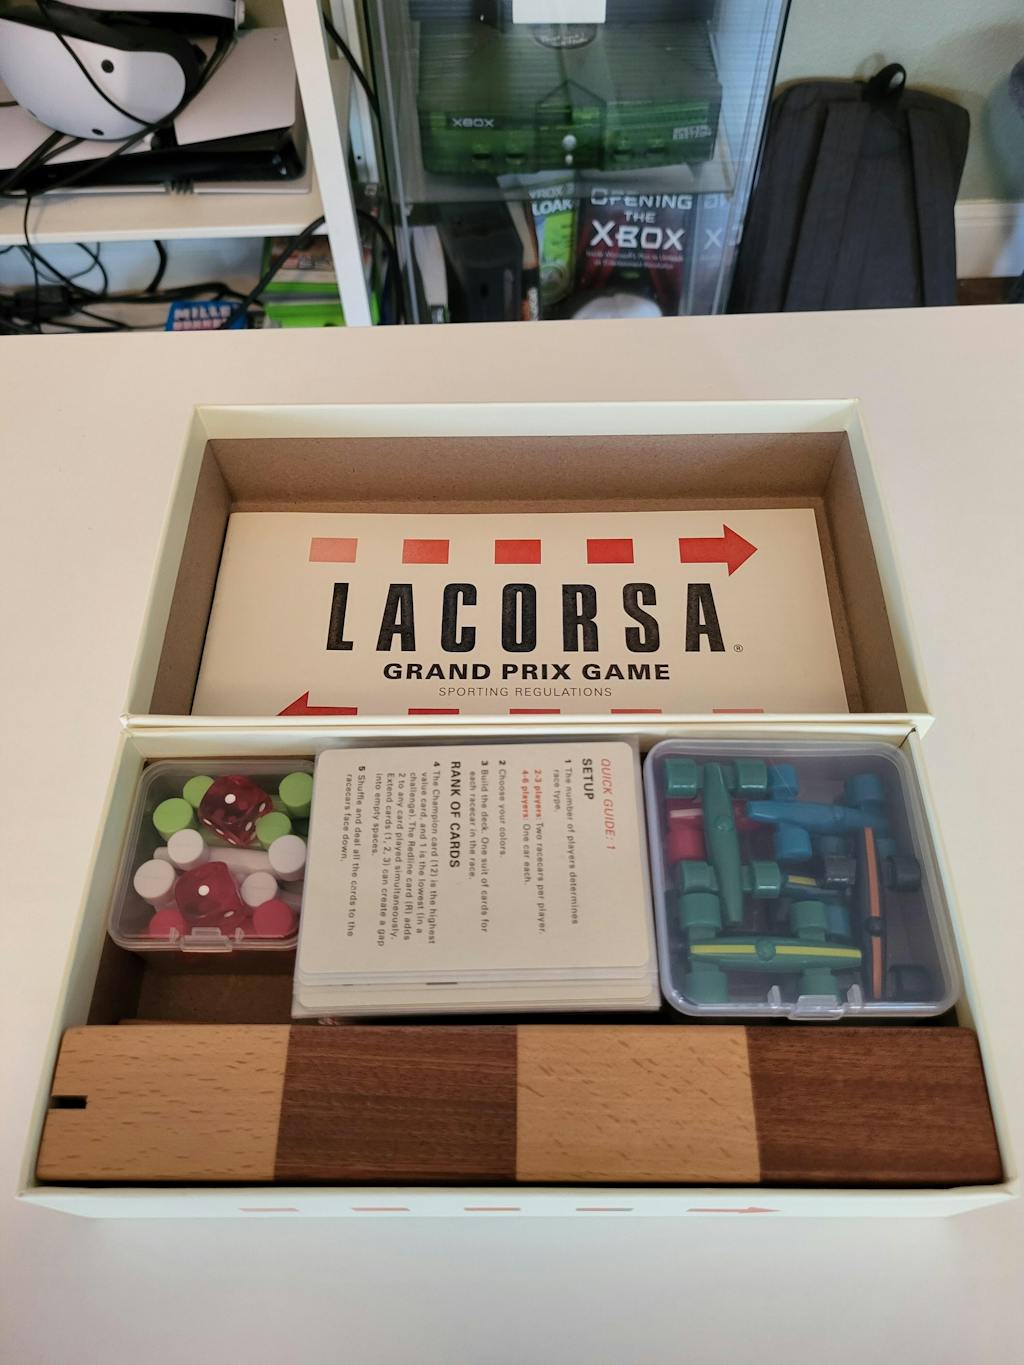 XBOX
SPECIAL
EDITION
OPENING
THE
XBOX
MILLE
LACORSA®
GRAND PRIX GAME
SPORTING REGULATIONS
QUICK GUIDE: 1
SETUP
1 The number of players determines
race type.
2-3 players: Two racecars per player.
4-6 players: One car each.
2 Choose your colors.
3 Build the deck. One suit of cards for
each racecar in the race.
RANK OF CARDS
4 The Champion card (12) is the highest
value card, and 1 is the lowest (in a
challenge). The Redline card (R) adds
2 to any card played simultaneously.
Extend cards (1, 2, 3) can create a gap
into empty spaces.
5 Shuffle and deal all the cards to the
racecars face down.